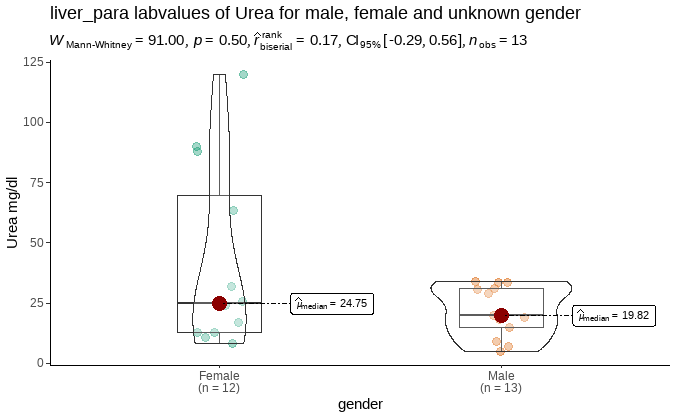 liver_para labvalues of Urea for male, female and unknown gender
W Mann-Whitney = 91.00, p = 0.50, r̂ rank biserial = 0.17, CI95% [-0.29, 0.56], nobs = 13
125
100
75
50
25
0
Urea mg/dl
μ̂median = 24.75
μ̂median = 19.82
Female
(n = 12)
Male
(n = 13)
gender